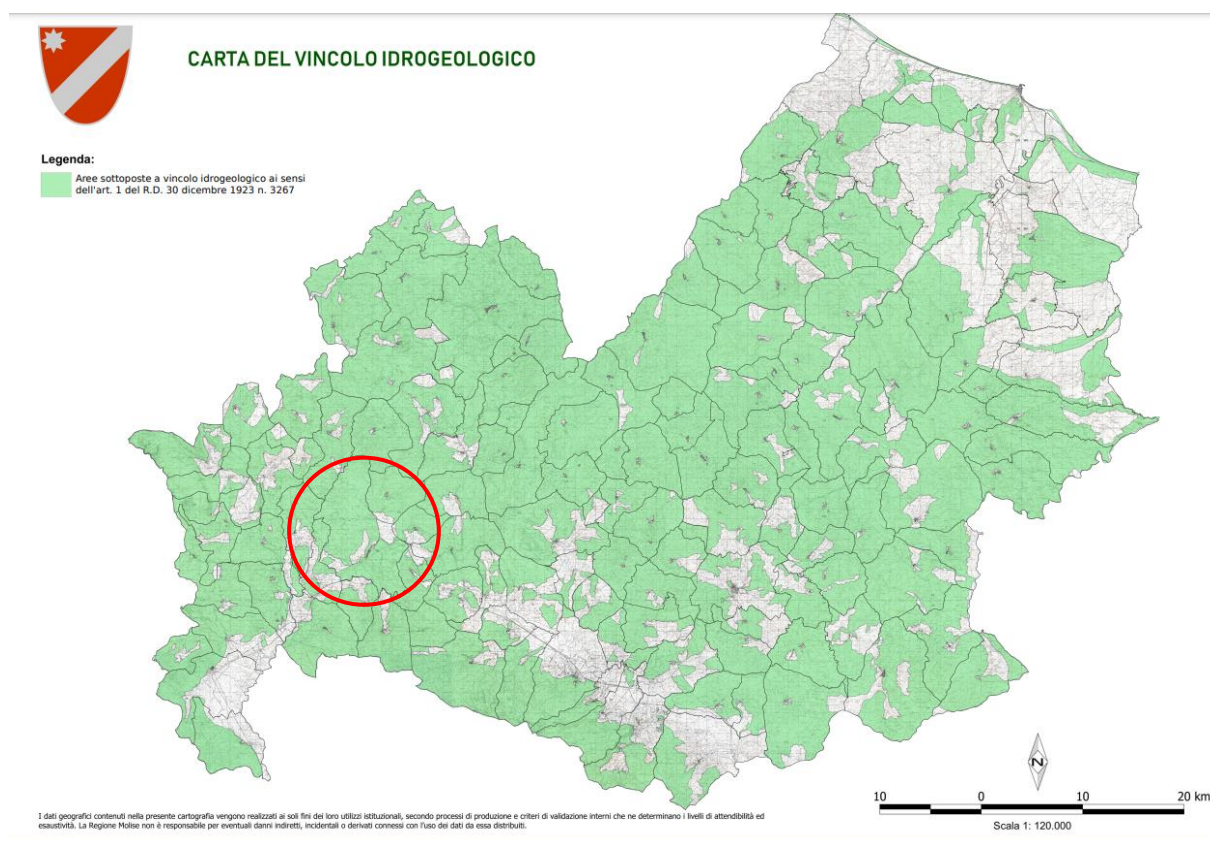 CARTA DEL VINCOLO IDROGEOLOGICO
Legenda:
Aree sottoposte a vincolo idrogeologico ai sensi
dell'art. 1 del R.D. 30 dicembre 1923 n. 3267
N
10 0 10 20 km
Scala 1: 120.000
I dati geografici contenuti nella presente cartografia vengono realizzati ai soli fini dei loro utilizzi istituzionali, secondo processi di produzione e criteri di validazione interni che ne determinano i livelli di attendibilità ed
esaustività. La Regione Molise non è responsabile per eventuali danni indiretti, incidentali o derivati connessi con l'uso dei dati da essa distribuiti.